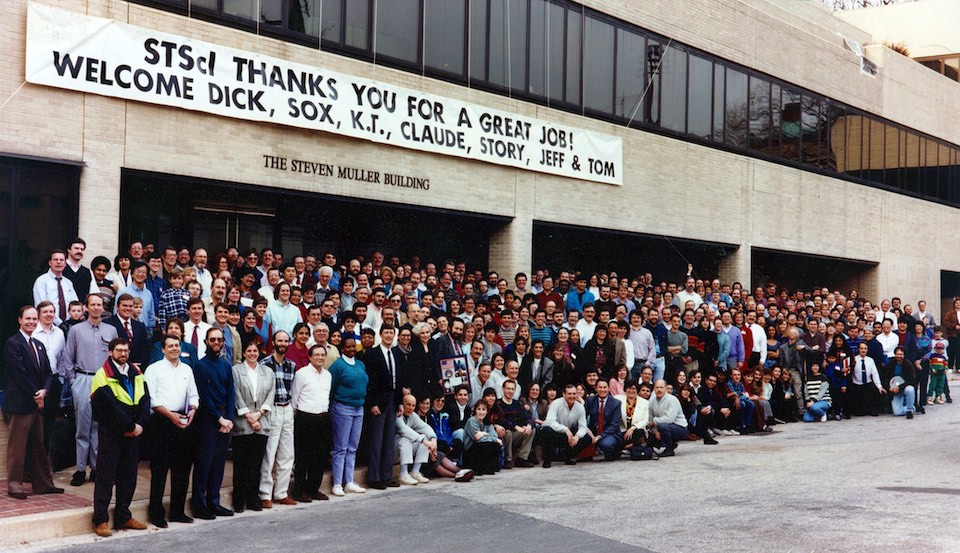 STScI THANKS YOU FOR A GREAT JOB!
WELCOME DICK, SOX, K.T., CLAUDE, STORY, JEFF & TOM
THE STEVEN MULLER BUILDING